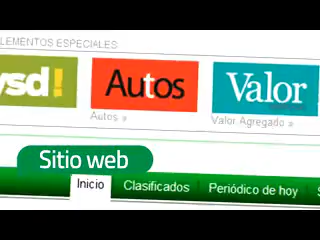 LEMENTOS ESPECIALES
ysd! Autos Valor
Autos » Valor Agregado »
Sitio web
Inicio Clasificados Periódico de hoy S